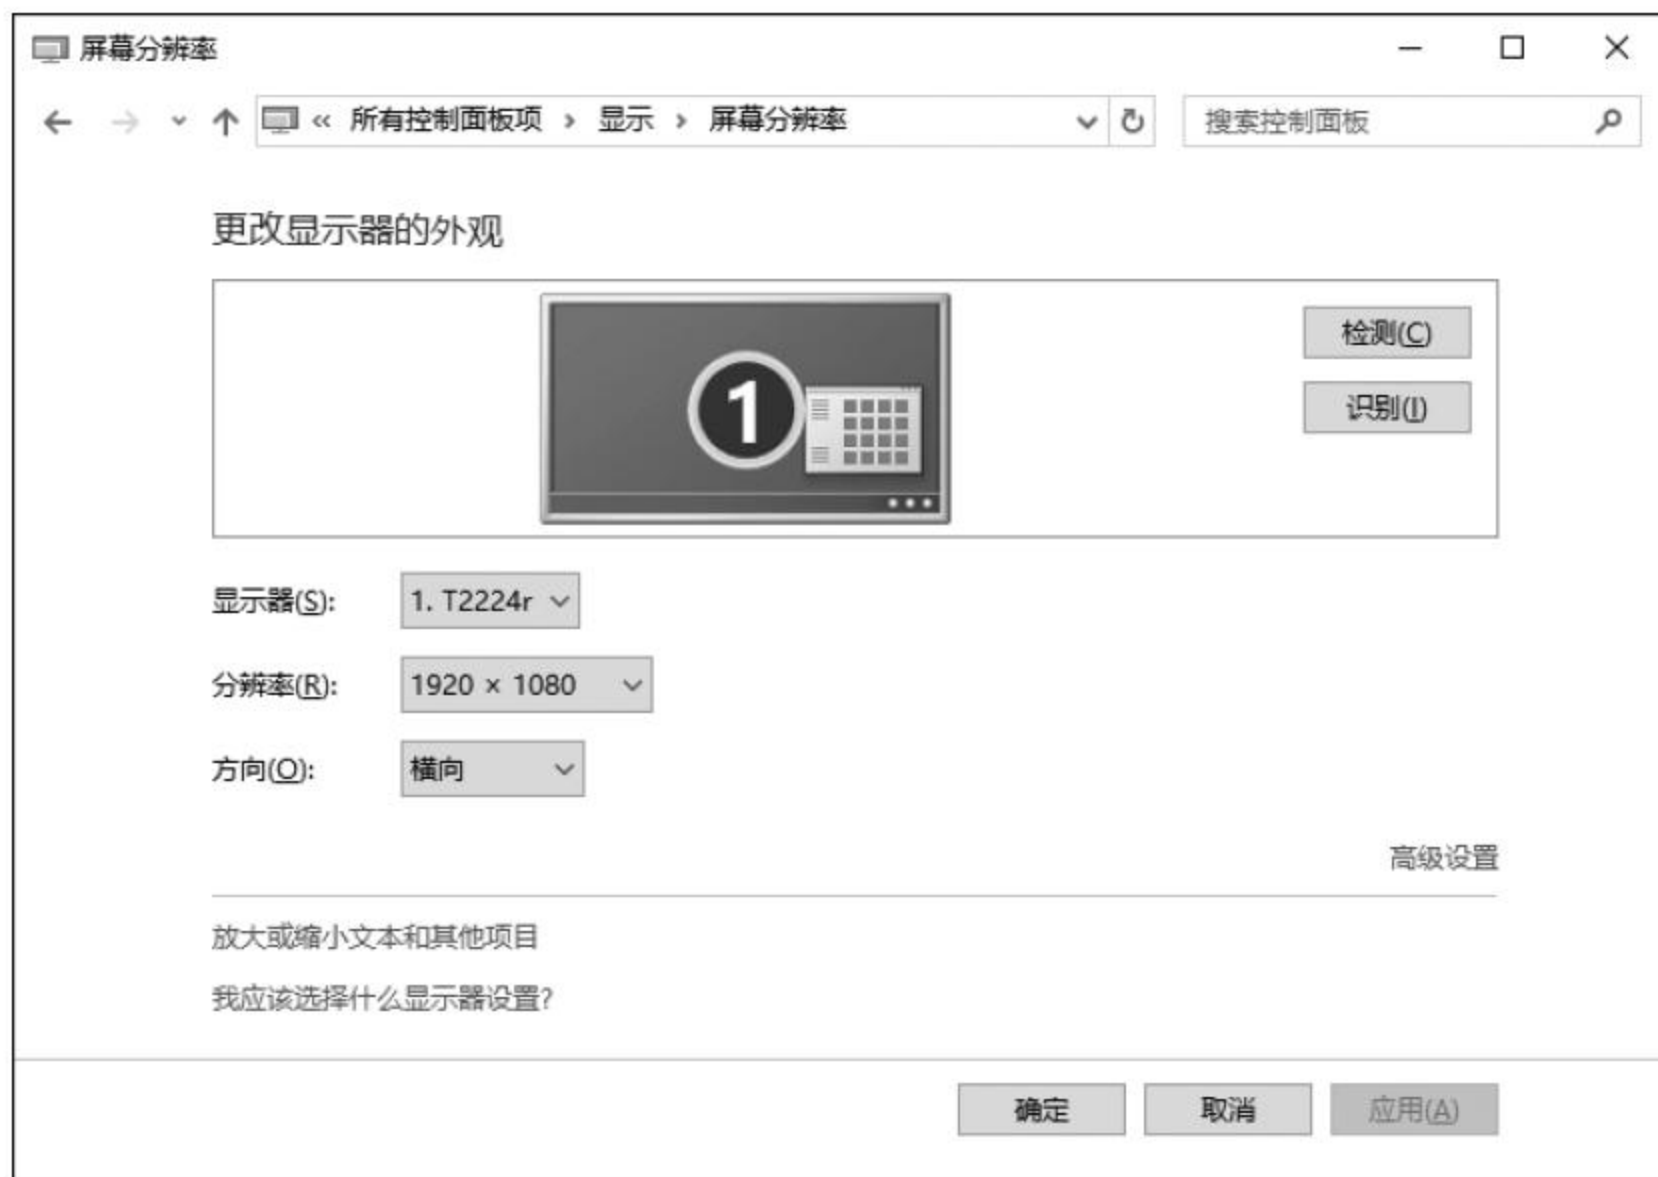 屏幕分辨率
« 所有控制面板项 › 显示 › 屏幕分辨率
搜索控制面板
更改显示器的外观
1
检测(C)
识别(I)
显示器(S): 1. T2224r
分辨率(R): 1920 × 1080
方向(O): 横向
高级设置
放大或缩小文本和其他项目
我应该选择什么显示器设置?
确定 取消 应用(A)